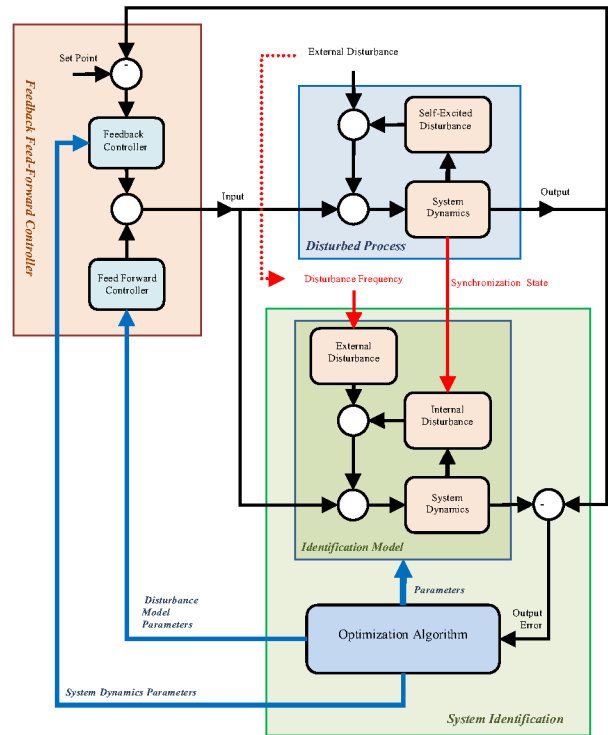 Set Point
-
Feedback
Controller
Feed Forward
Controller
Feedback Feed-Forward Controller
Input
External Disturbance
Self-Excited
Disturbance
System
Dynamics
Disturbed Process
Output
Disturbance Frequency
Synchronization State
External
Disturbance
Internal
Disturbance
System
Dynamics
-
Identification Model
Parameters
Output
Error
Optimization Algorithm
Disturbance
Model
Parameters
System Dynamics Parameters
System Identification